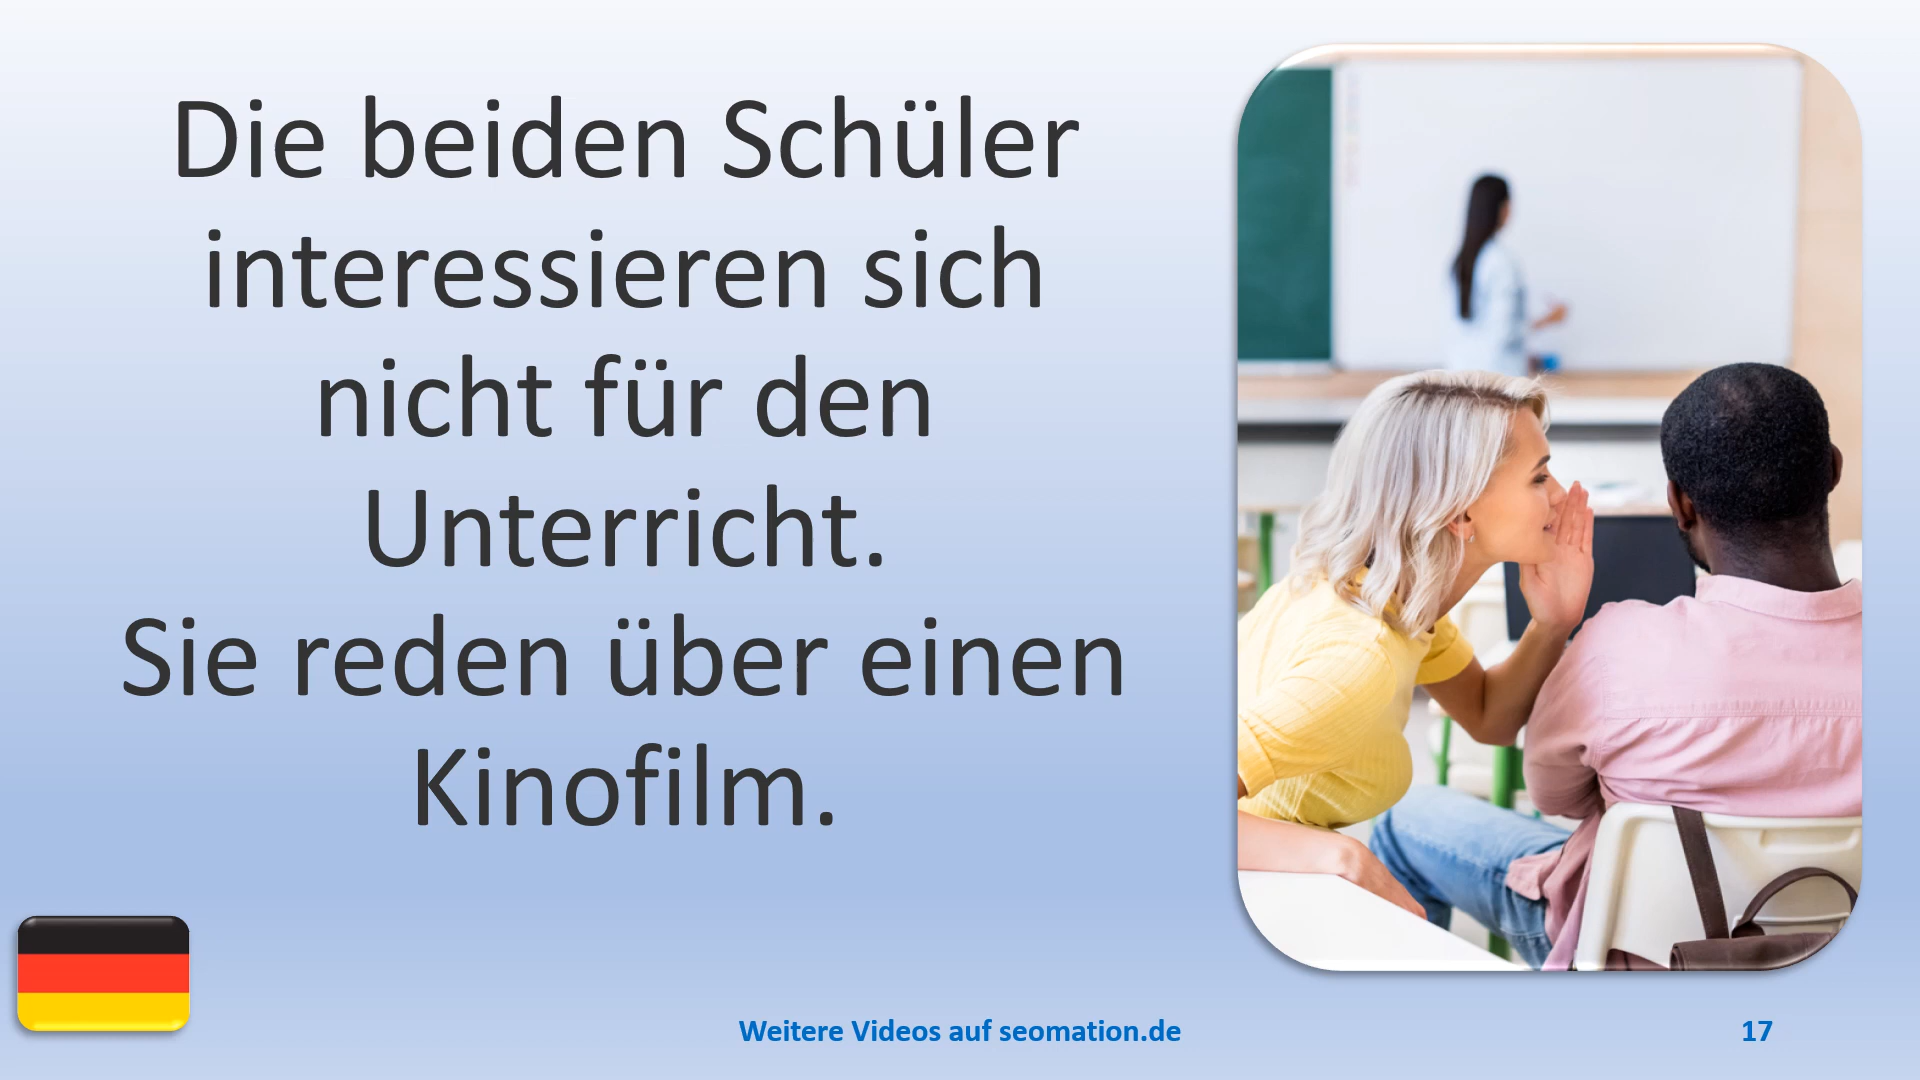 Die beiden Schüler
interessieren sich
nicht für den
Unterricht.
Sie reden über einen
Kinofilm.
Weitere Videos auf seomation.de
17